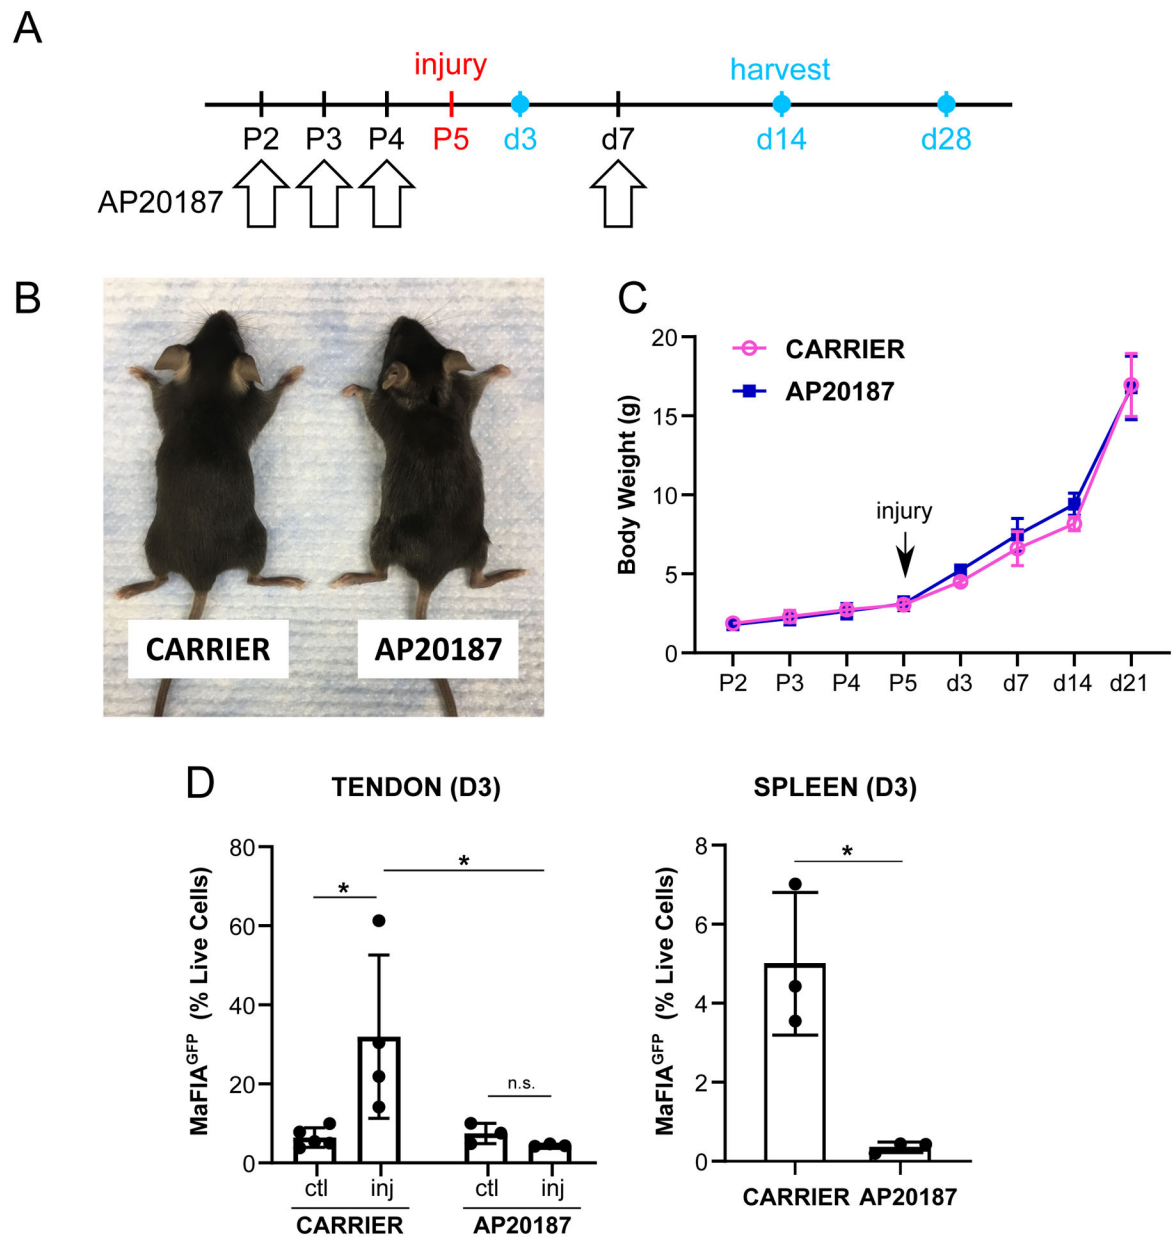 A
injury
harvest
P2 P3 P4 P5 d3 d7 d14 d28
AP20187
B
CARRIER
AP20187
C
CARRIER
AP20187
Body Weight (g)
20
15
10
5
0
injury
P2 P3 P4 P5 d3 d7 d14 d21
D
TENDON (D3)
MaFIA^GFP (% Live Cells)
80
60
40
20
0
*
*
n.s.
ctl inj ctl inj
CARRIER AP20187
SPLEEN (D3)
MaFIA^GFP (% Live Cells)
8
6
4
2
0
*
CARRIER AP20187